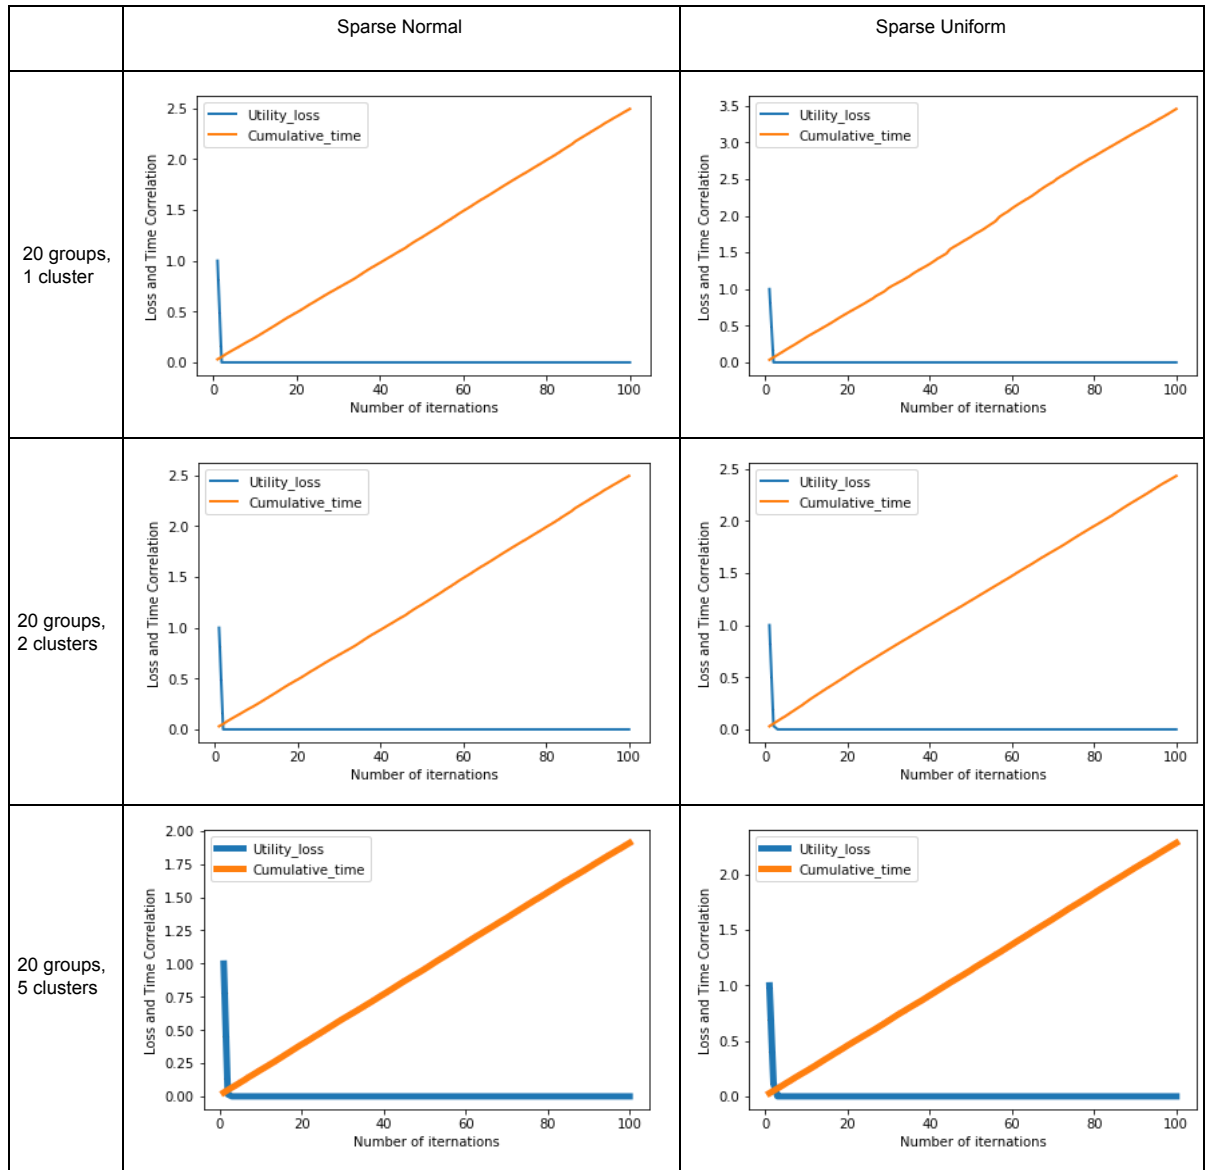 Sparse Normal
Sparse Uniform
20 groups,
1 cluster
2.5
2.0
1.5
1.0
0.5
0.0
Loss and Time Correlation
Utility_loss
Cumulative_time
0 20 40 60 80 100
Number of iternations
3.5
3.0
2.5
2.0
1.5
1.0
0.5
0.0
Loss and Time Correlation
Utility_loss
Cumulative_time
0 20 40 60 80 100
Number of iternations
20 groups,
2 clusters
2.5
2.0
1.5
1.0
0.5
0.0
Loss and Time Correlation
Utility_loss
Cumulative_time
0 20 40 60 80 100
Number of iternations
2.5
2.0
1.5
1.0
0.5
0.0
Loss and Time Correlation
Utility_loss
Cumulative_time
0 20 40 60 80 100
Number of iternations
20 groups,
5 clusters
2.00
1.75
1.50
1.25
1.00
0.75
0.50
0.25
0.00
Loss and Time Correlation
Utility_loss
Cumulative_time
0 20 40 60 80 100
Number of iternations
2.0
1.5
1.0
0.5
0.0
Loss and Time Correlation
Utility_loss
Cumulative_time
0 20 40 60 80 100
Number of iternations